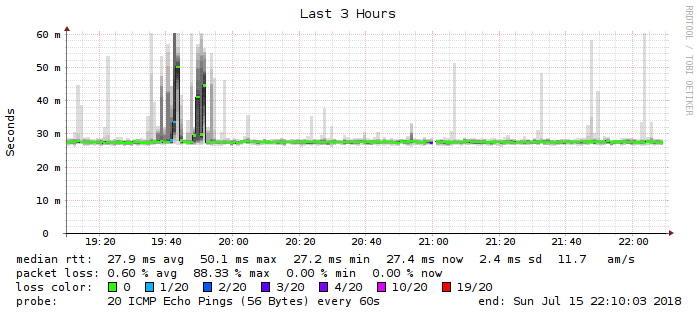 Last 3 Hours
RRDTOOL / TOBI OETIKER
Seconds
60 m
50 m
40 m
30 m
20 m
10 m
0
19:20 19:40 20:00 20:20 20:40 21:00 21:20 21:40 22:00
median rtt: 27.9 ms avg 50.1 ms max 27.2 ms min 27.4 ms now 2.4 ms sd 11.7 am/s
packet loss: 0.60 % avg 88.33 % max 0.00 % min 0.00 % now
loss color: 0 1/20 2/20 3/20 4/20 10/20 19/20
probe: 20 ICMP Echo Pings (56 Bytes) every 60s end: Sun Jul 15 22:10:03 2018